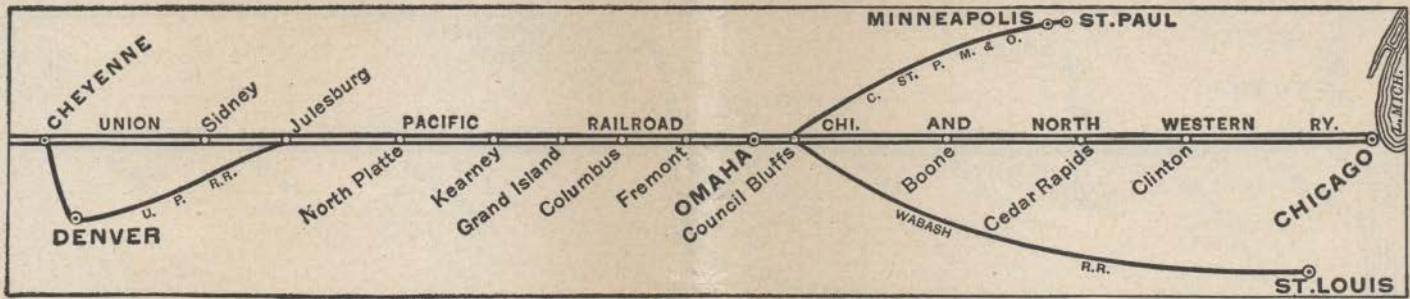 MINNEAPOLIS ST. PAUL
C. ST. P. M. & O.
L. MICH.
CHEYENNE
UNION PACIFIC RAILROAD
CHI. AND NORTH WESTERN RY.
Sidney
Julesburg
North Platte
Kearney
Grand Island
Columbus
Fremont
OMAHA
Council Bluffs
Boone
Cedar Rapids
Clinton
CHICAGO
U. P. R.R.
DENVER
WABASH R.R.
ST. LOUIS